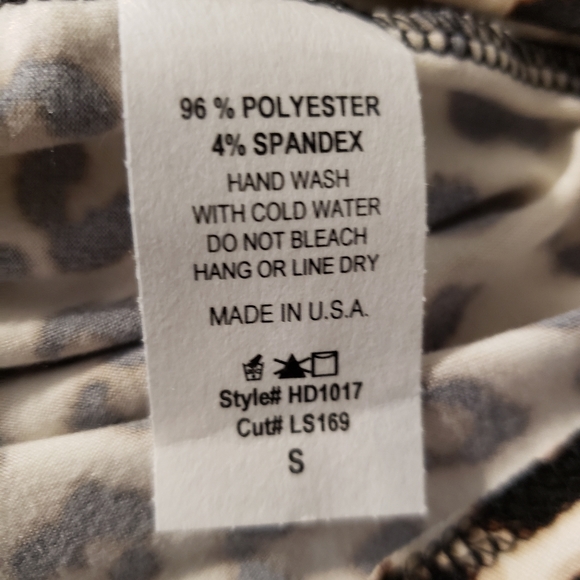 96 % POLYESTER
4% SPANDEX
HAND WASH
WITH COLD WATER
DO NOT BLEACH
HANG OR LINE DRY
MADE IN U.S.A.
Style# HD1017
Cut# LS169
S